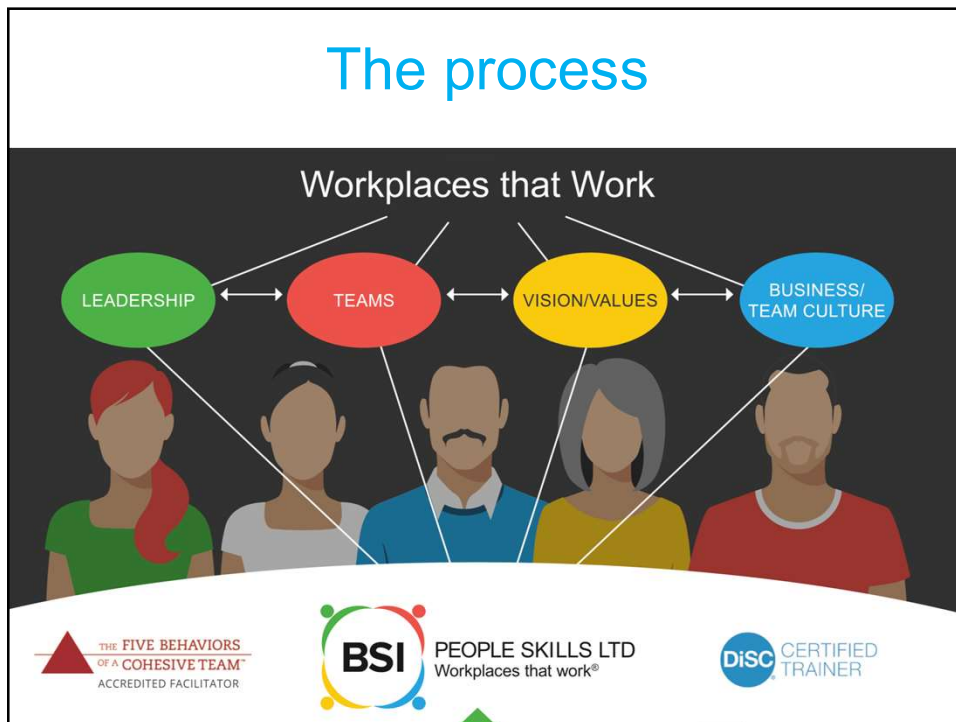 The process
Workplaces that Work
LEADERSHIP
TEAMS
VISION/VALUES
BUSINESS/
TEAM CULTURE
THE FIVE BEHAVIORS
OF A COHESIVE TEAM™
ACCREDITED FACILITATOR
BSI
PEOPLE SKILLS LTD
Workplaces that work®
DiSC
CERTIFIED
TRAINER